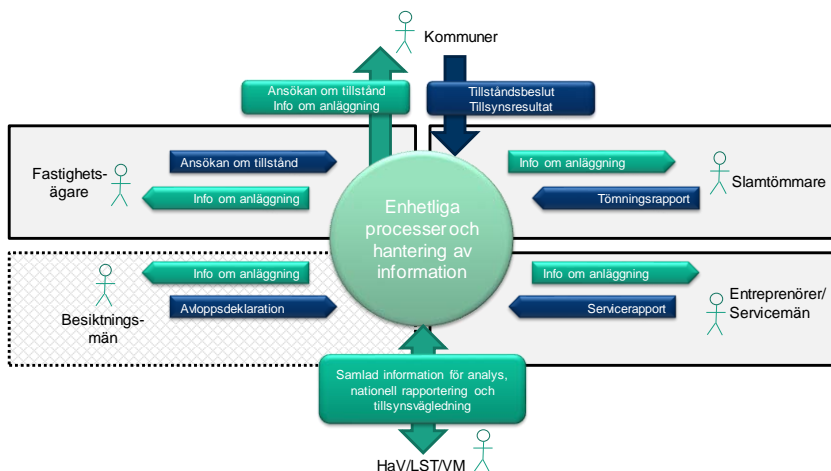 Kommuner
Ansökan om tillstånd
Info om anläggning
Tillståndsbeslut
Tillsynsresultat
Fastighets-
ägare
Ansökan om tillstånd
Info om anläggning
Info om anläggning
Tömningsrapport
Slamtömmare
Enhetliga
processer och
hantering av
information
Besiktnings-
män
Info om anläggning
Avloppsdeklaration
Info om anläggning
Servicerapport
Entreprenörer/
Servicemän
Samlad information för analys,
nationell rapportering och
tillsynsvägledning
HaV/LST/VM